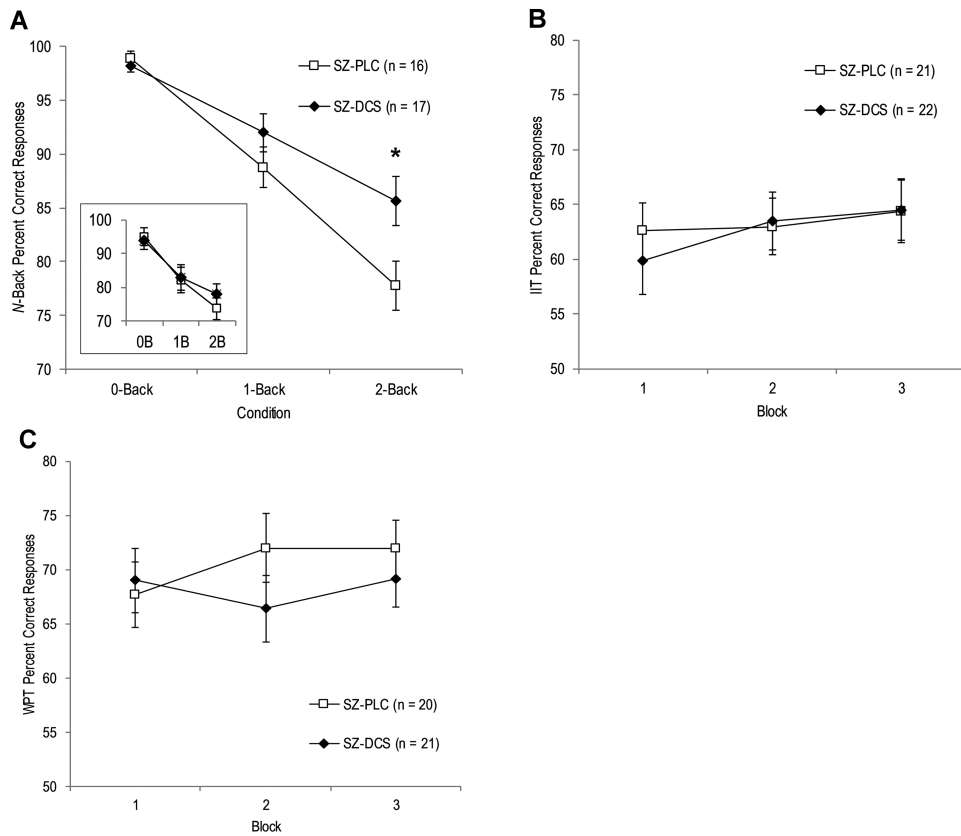 A
N-Back Percent Correct Responses
100
95
90
85
80
75
70
SZ-PLC (n = 16)
SZ-DCS (n = 17)
*
100
90
80
70
0B 1B 2B
0-Back 1-Back 2-Back
Condition
B
IIT Percent Correct Responses
80
75
70
65
60
55
50
SZ-PLC (n = 21)
SZ-DCS (n = 22)
1 2 3
Block
C
WPT Percent Correct Responses
80
75
70
65
60
55
50
SZ-PLC (n = 20)
SZ-DCS (n = 21)
1 2 3
Block